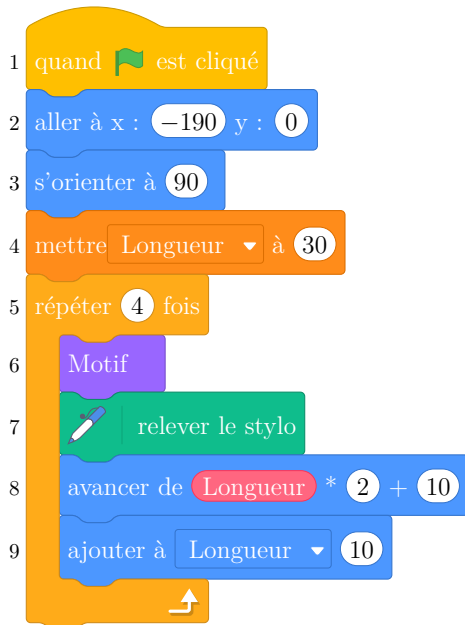 1 quand est cliqué
2 aller à x : −190 y : 0
3 s'orienter à 90
4 mettre Longueur à 30
5 répéter 4 fois
6 Motif
7 relever le stylo
8 avancer de Longueur * 2 + 10
9 ajouter à Longueur 10